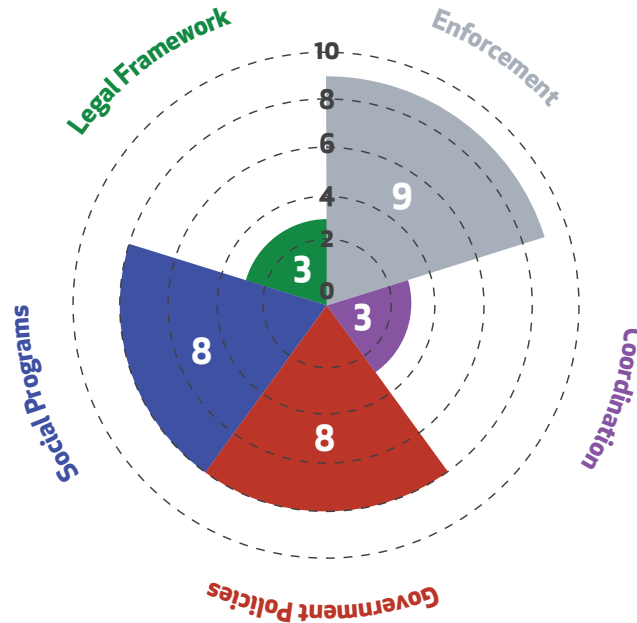 Legal Framework
Enforcement
10
8
6
4
2
0
9
3
3
8
8
Social Programs
Coordination
Government Policies